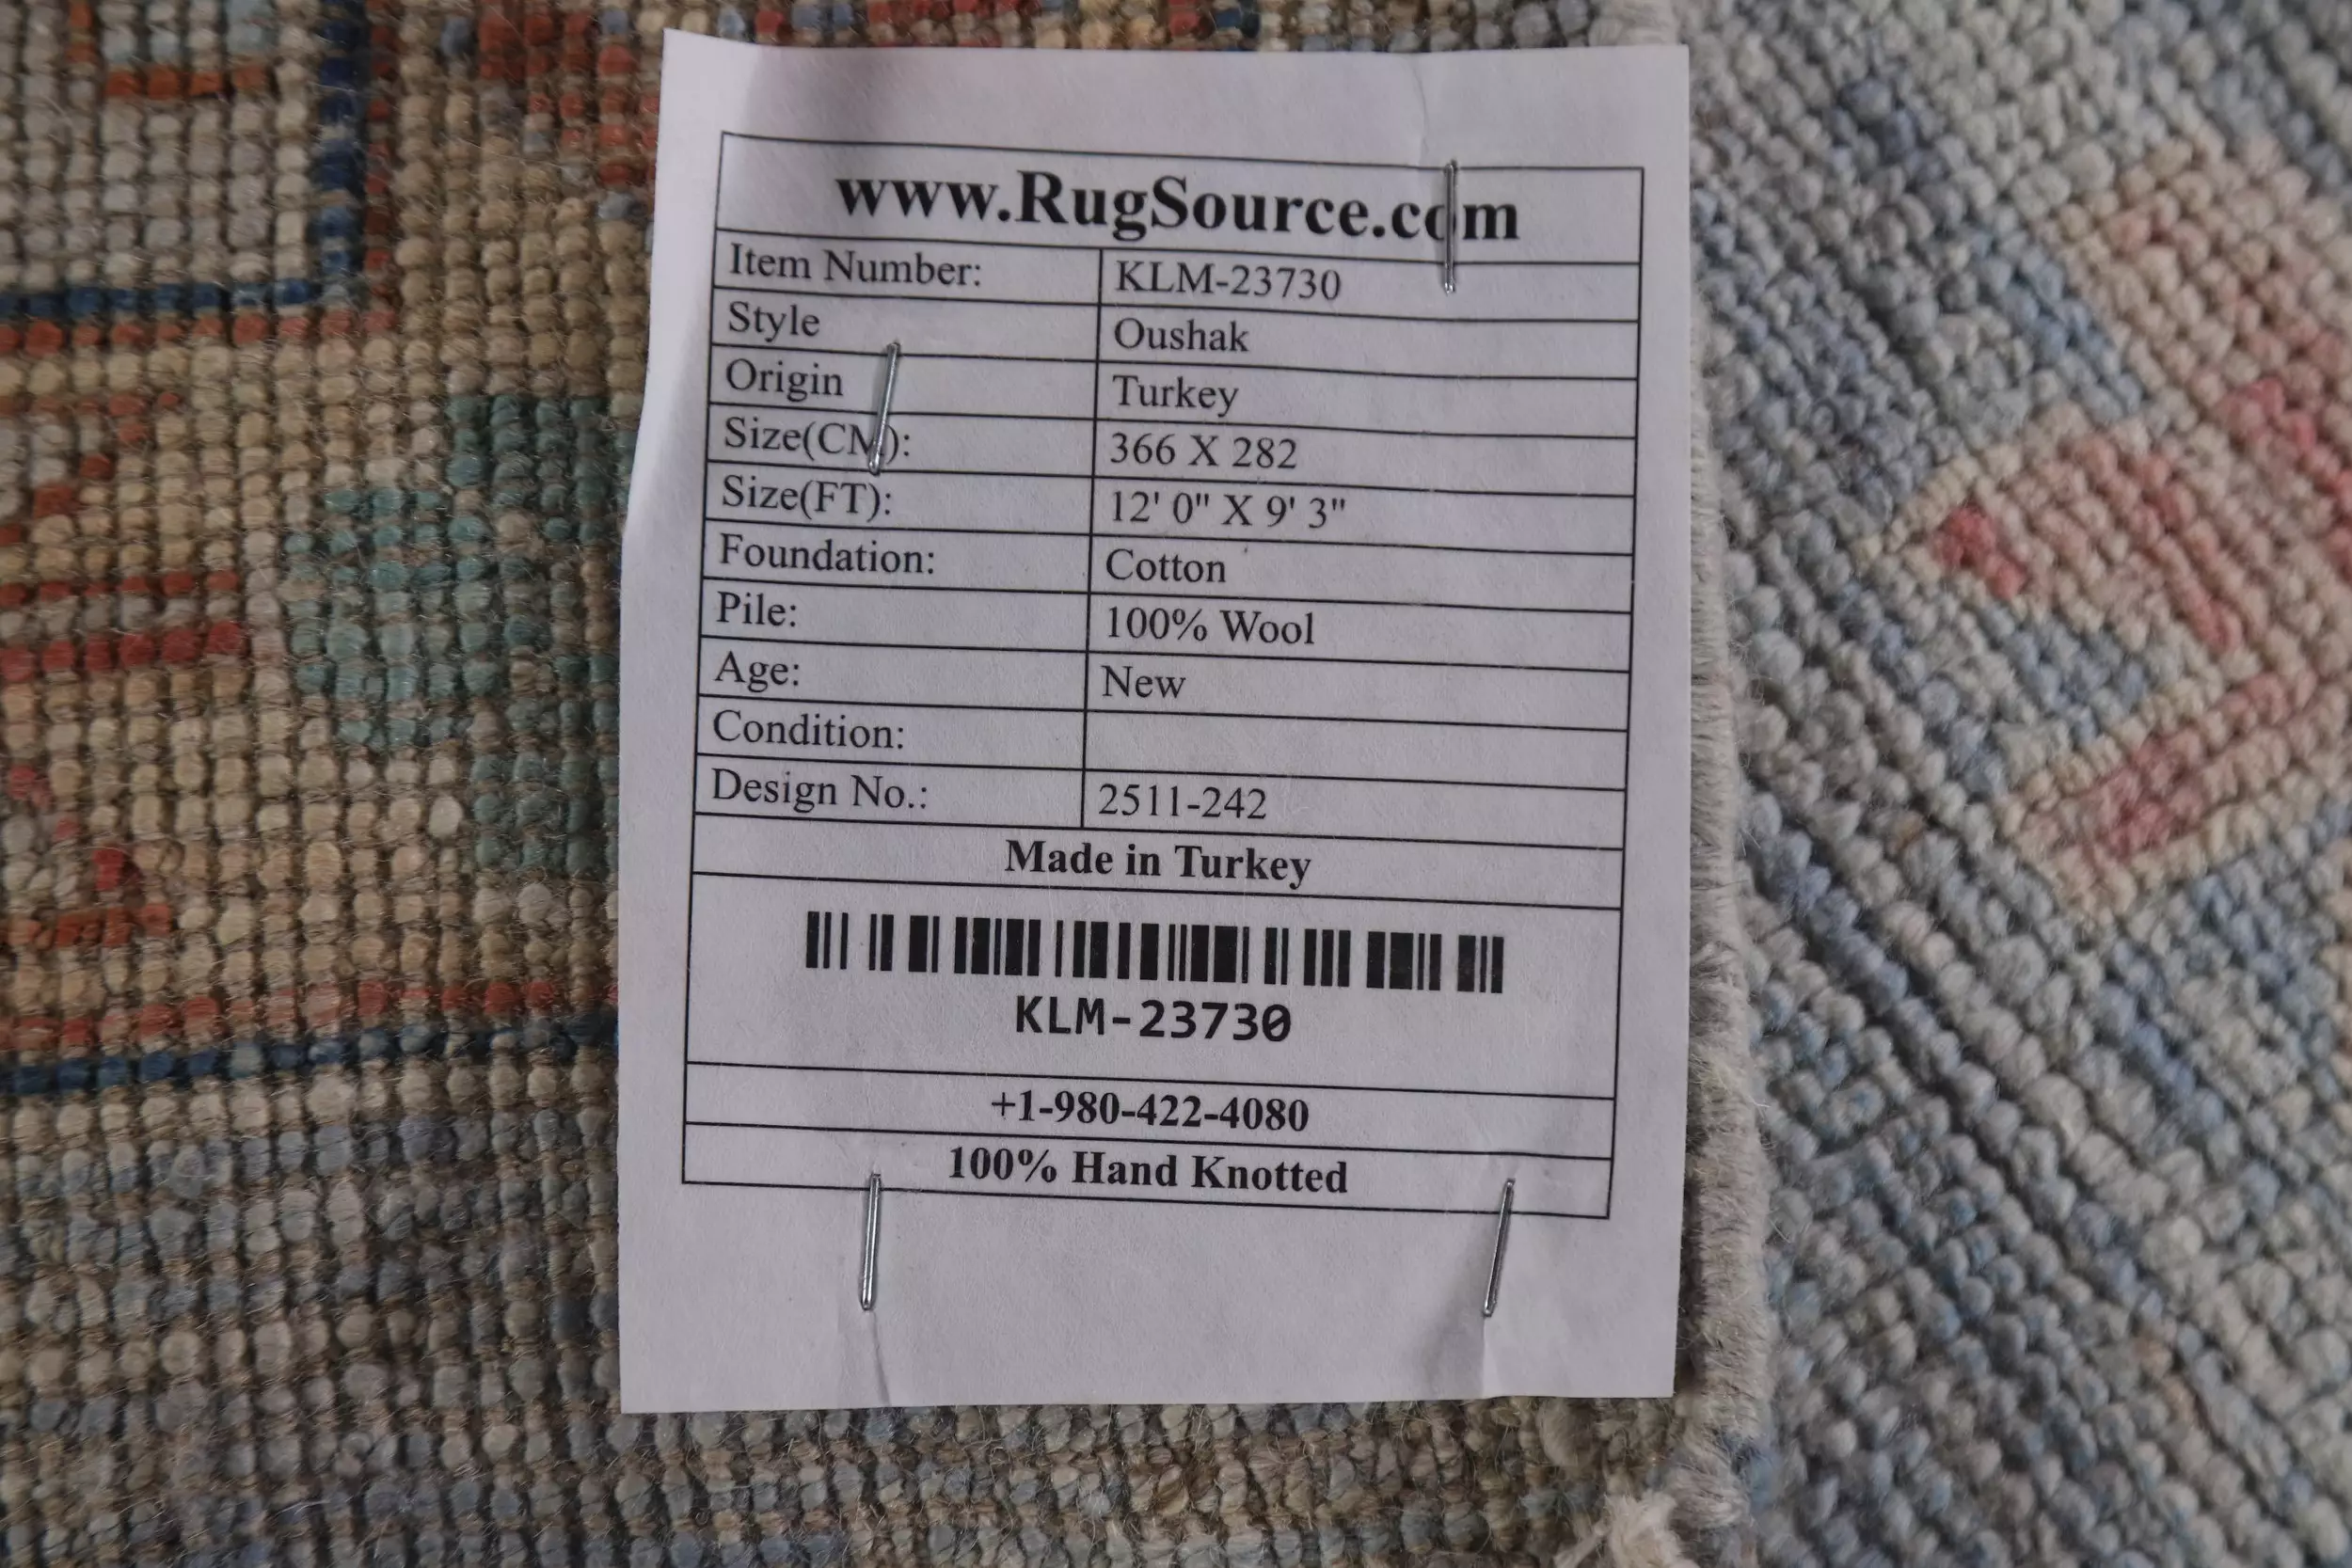 www.RugSource.com
Item Number: KLM-23730
Style Oushak
Origin Turkey
Size(CM): 366 X 282
Size(FT): 12' 0" X 9' 3"
Foundation: Cotton
Pile: 100% Wool
Age: New
Condition:
Design No.: 2511-242
Made in Turkey
KLM-23730
+1-980-422-4080
100% Hand Knotted